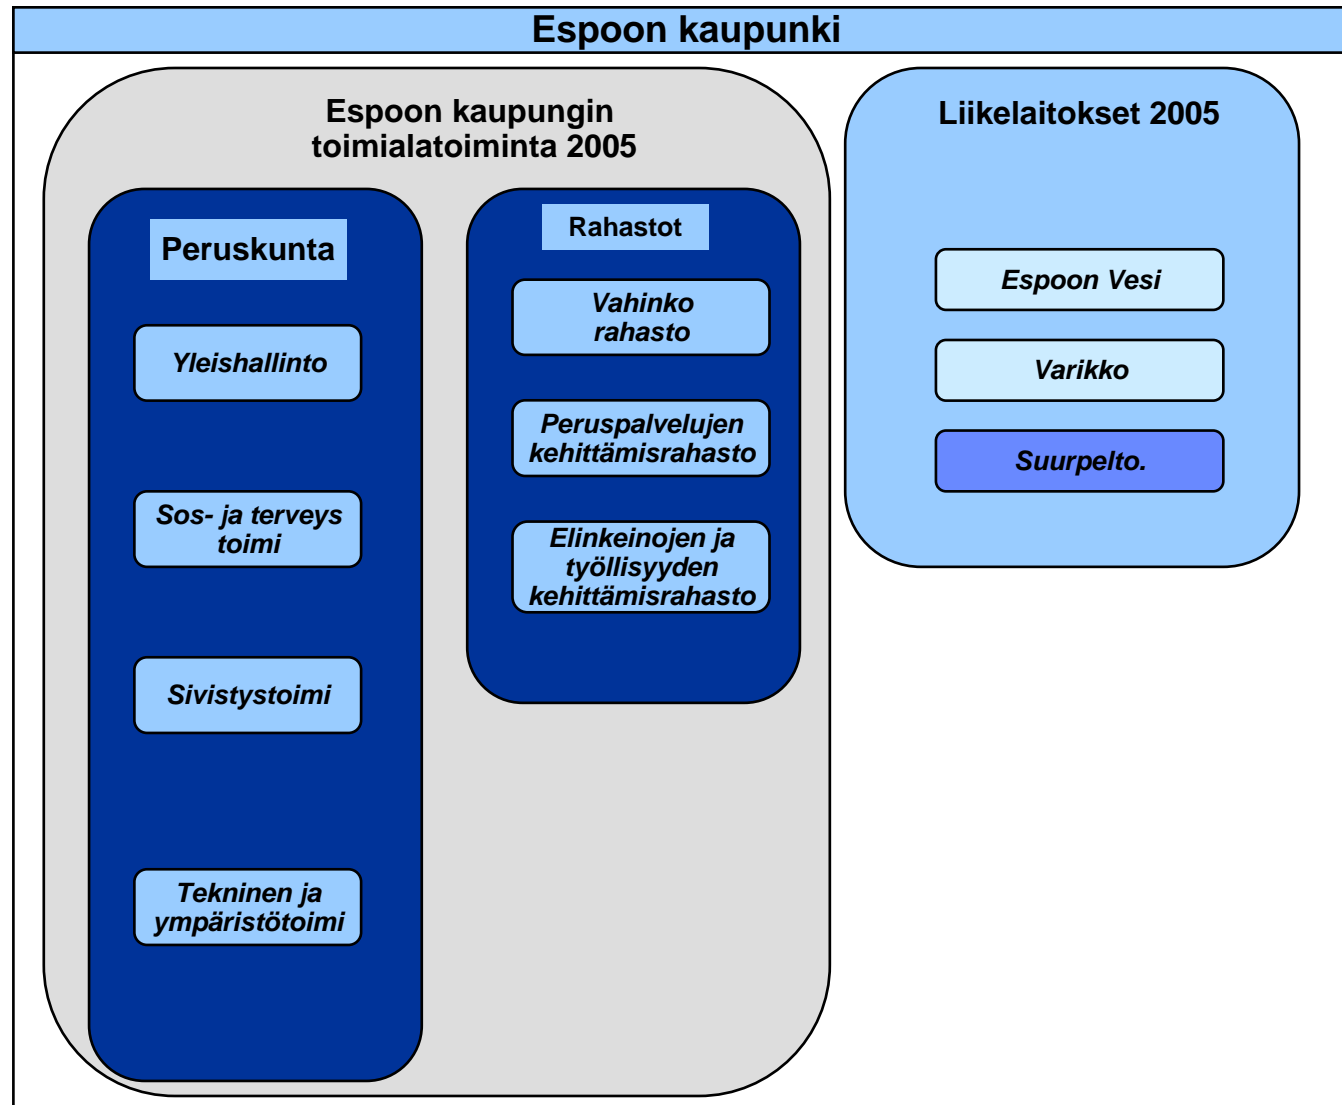 Espoon kaupunki
Espoon kaupungin
toimialatoiminta 2005
Peruskunta
Yleishallinto
Sos- ja terveys
toimi
Sivistystoimi
Tekninen ja
ympäristötoimi
Rahastot
Vahinko
rahasto
Peruspalvelujen
kehittämisrahasto
Elinkeinojen ja
työllisyyden
kehittämisrahasto
Liikelaitokset 2005
Espoon Vesi
Varikko
Suurpelto.